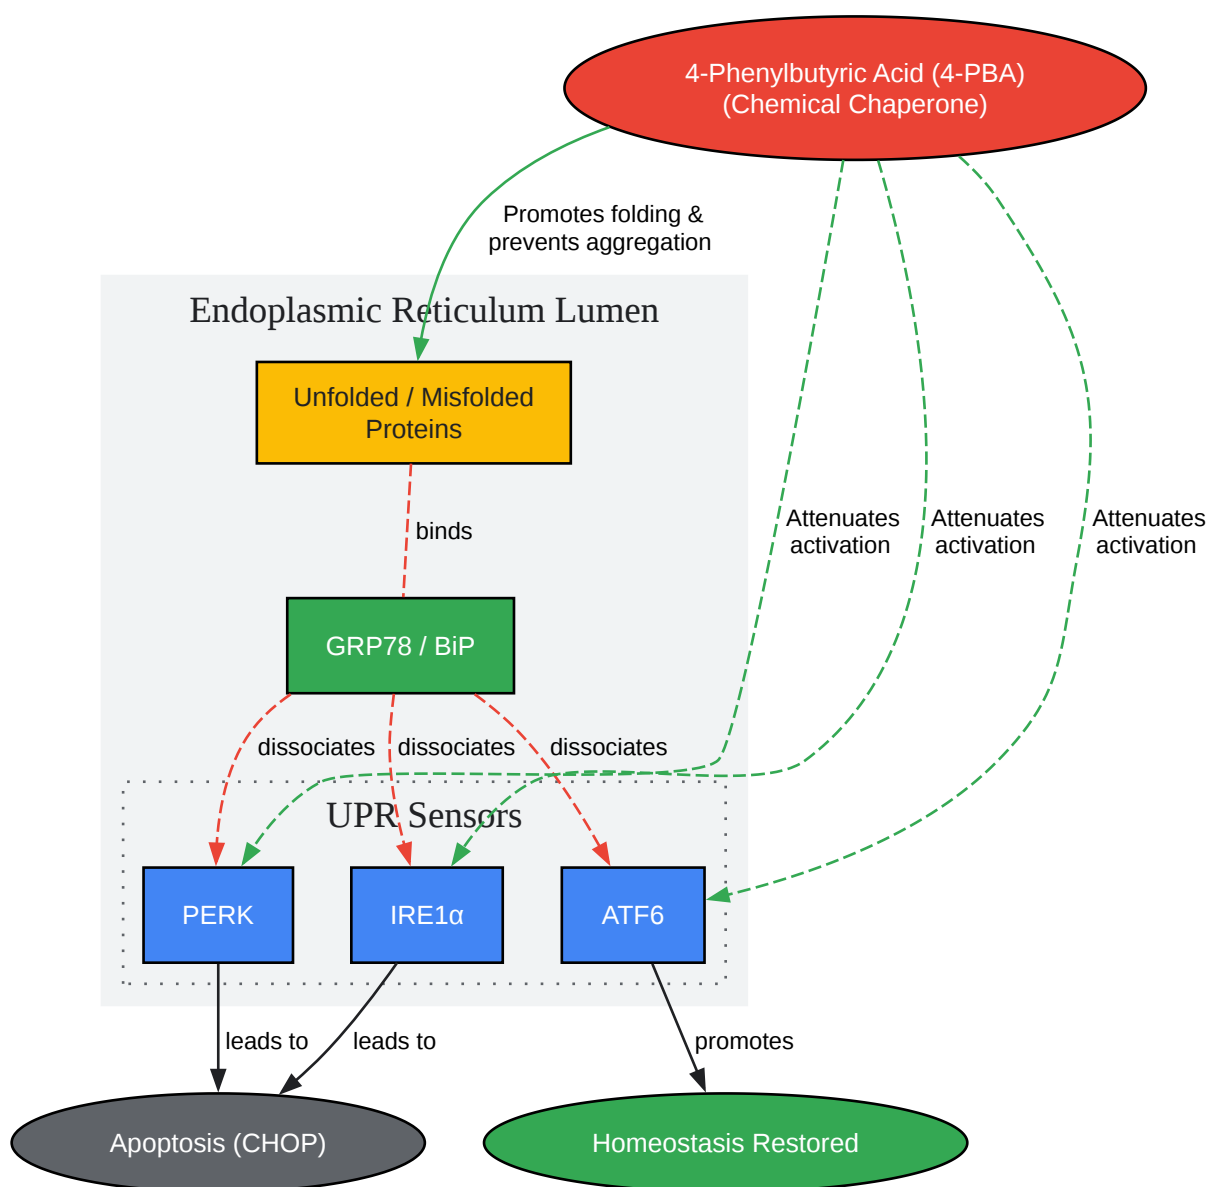 4-Phenylbutyric Acid (4-PBA)
(Chemical Chaperone)
Promotes folding &
prevents aggregation
Endoplasmic Reticulum Lumen
Unfolded / Misfolded
Proteins
binds
Attenuates
activation
Attenuates
activation
Attenuates
activation
GRP78 / BiP
dissociates
dissociates
dissociates
UPR Sensors
PERK
IRE1α
ATF6
leads to
leads to
promotes
Apoptosis (CHOP)
Homeostasis Restored